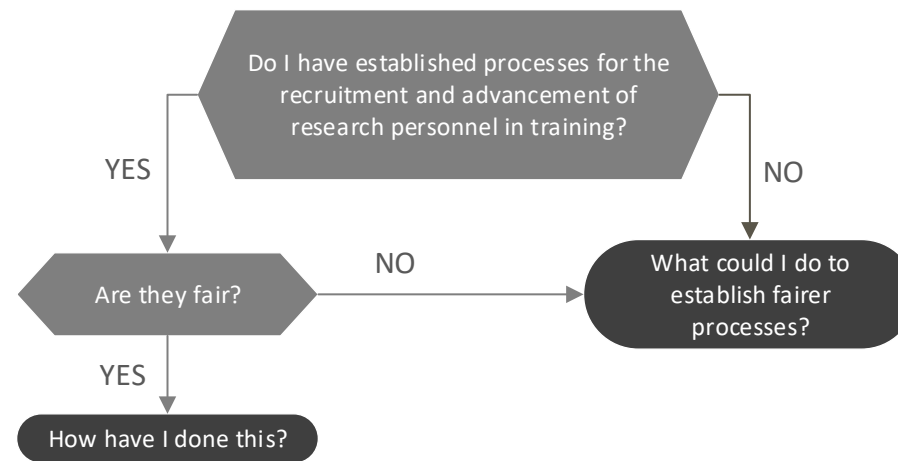 Do I have established processes for the
recruitment and advancement of
research personnel in training?
YES
NO
Are they fair?
NO
What could I do to
establish fairer
processes?
YES
How have I done this?